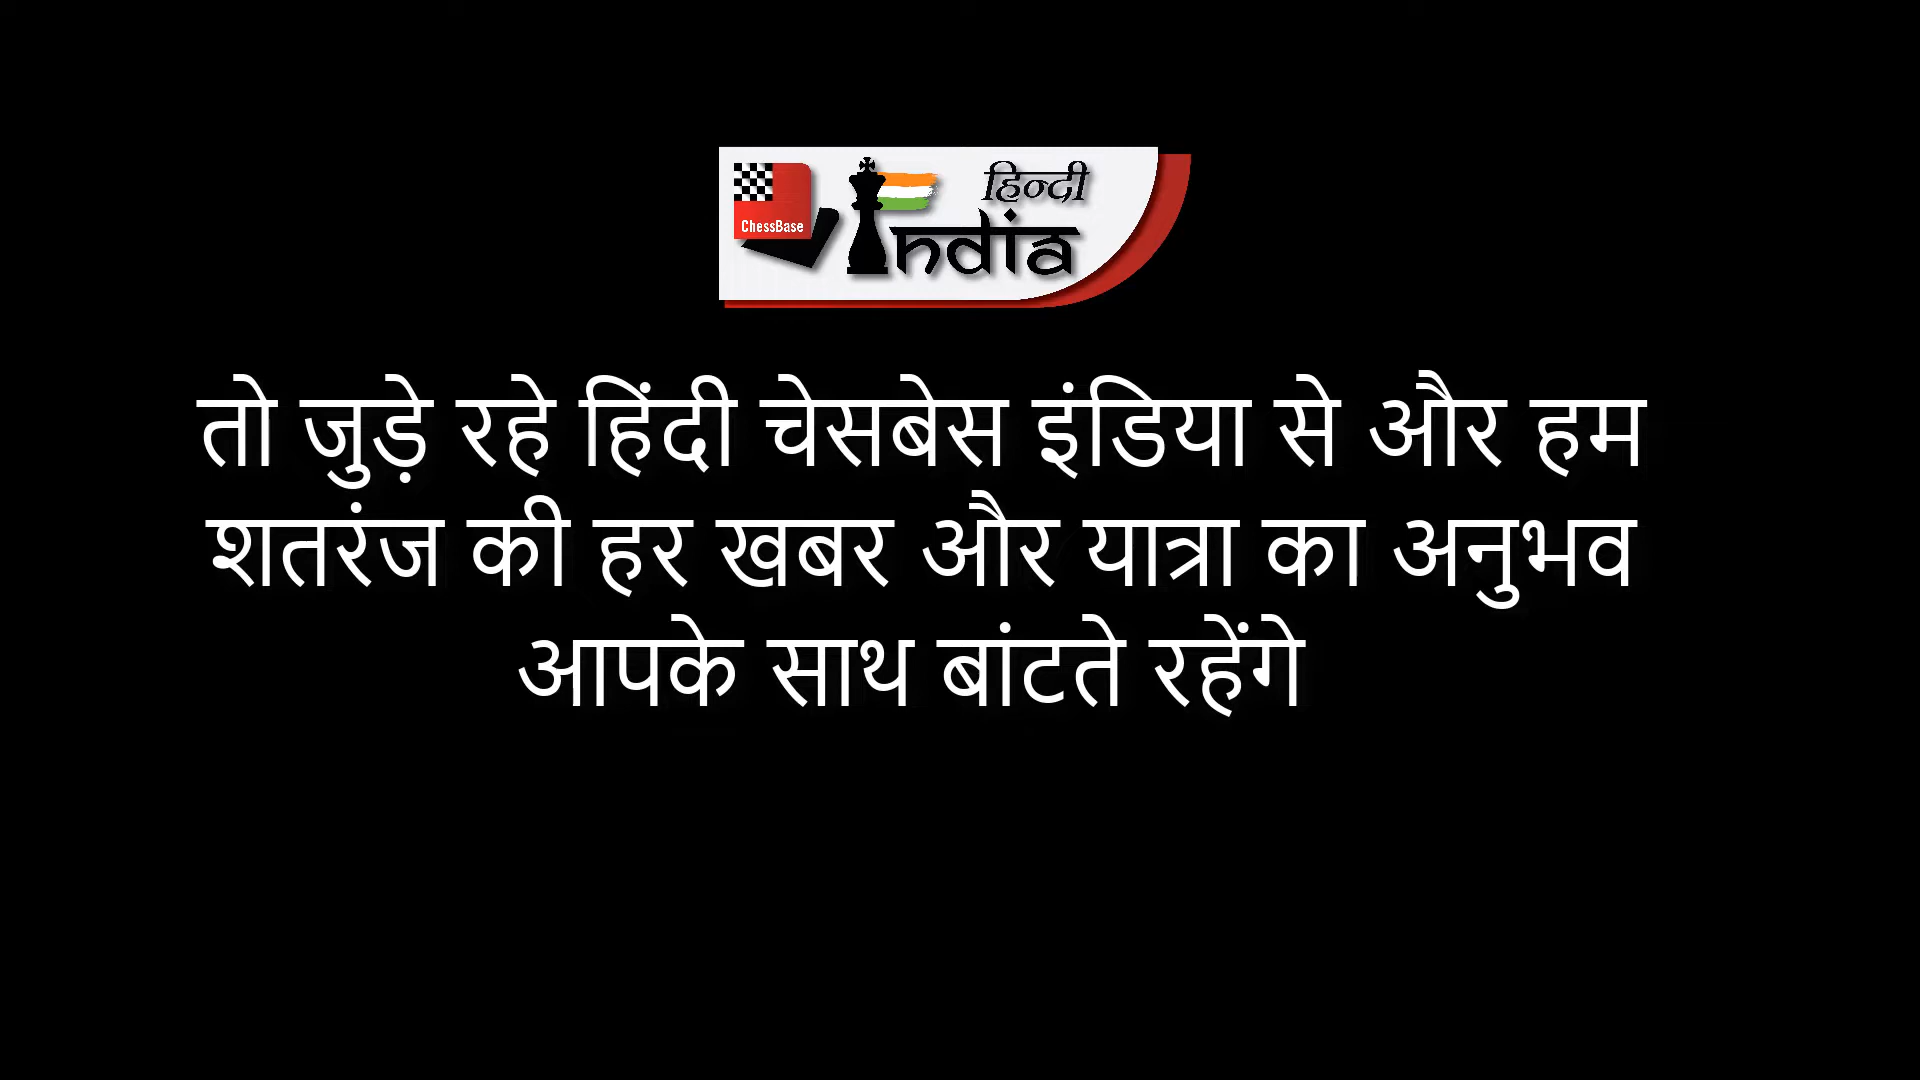 ChessBase
हिन्दी
India
तो जुड़े रहे हिंदी चेसबेस इंडिया से और हम
शतरंज की हर खबर और यात्रा का अनुभव
आपके साथ बांटते रहेंगे